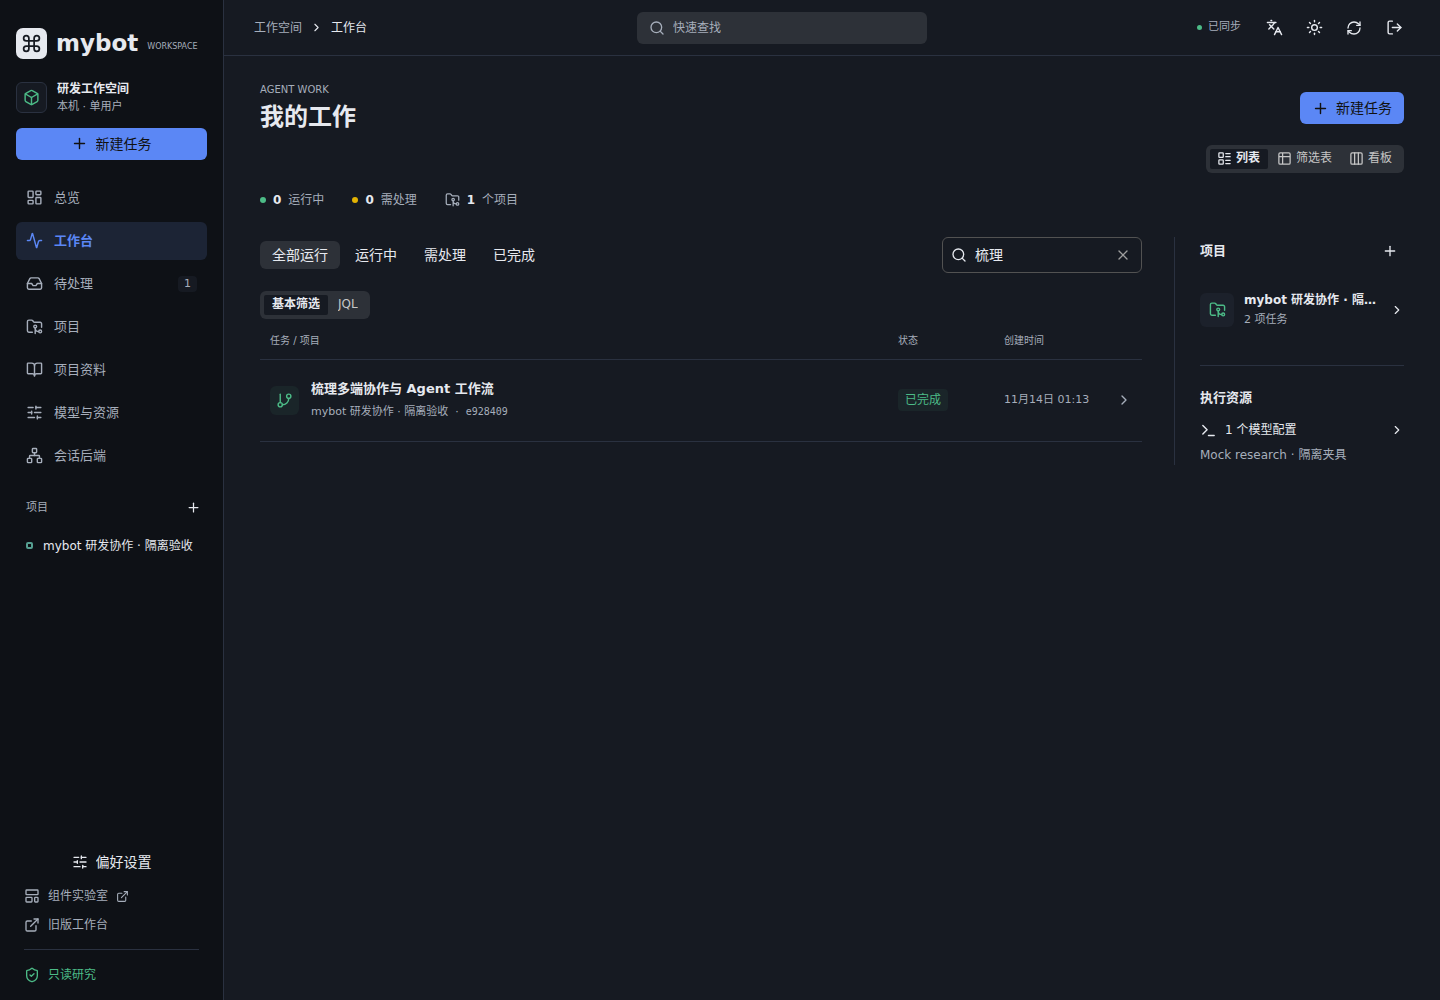 mybot WORKSPACE
研发工作空间
本机 · 单用户
新建任务
总览
工作台
待处理 1
项目
项目资料
模型与资源
会话后端
项目
mybot 研发协作 · 隔离验收
偏好设置
组件实验室
旧版工作台
只读研究
工作空间 工作台
快速查找
已同步
AGENT WORK
我的工作
新建任务
列表 筛选表 看板
0 运行中 0 需处理 1 个项目
全部运行 运行中 需处理 已完成
梳理
基本筛选 JQL
任务 / 项目 状态 创建时间
梳理多端协作与 Agent 工作流
mybot 研发协作 · 隔离验收 · e928409
已完成
11月14日 01:13
项目
mybot 研发协作 · 隔...
2 项任务
执行资源
1 个模型配置
Mock research · 隔离夹具